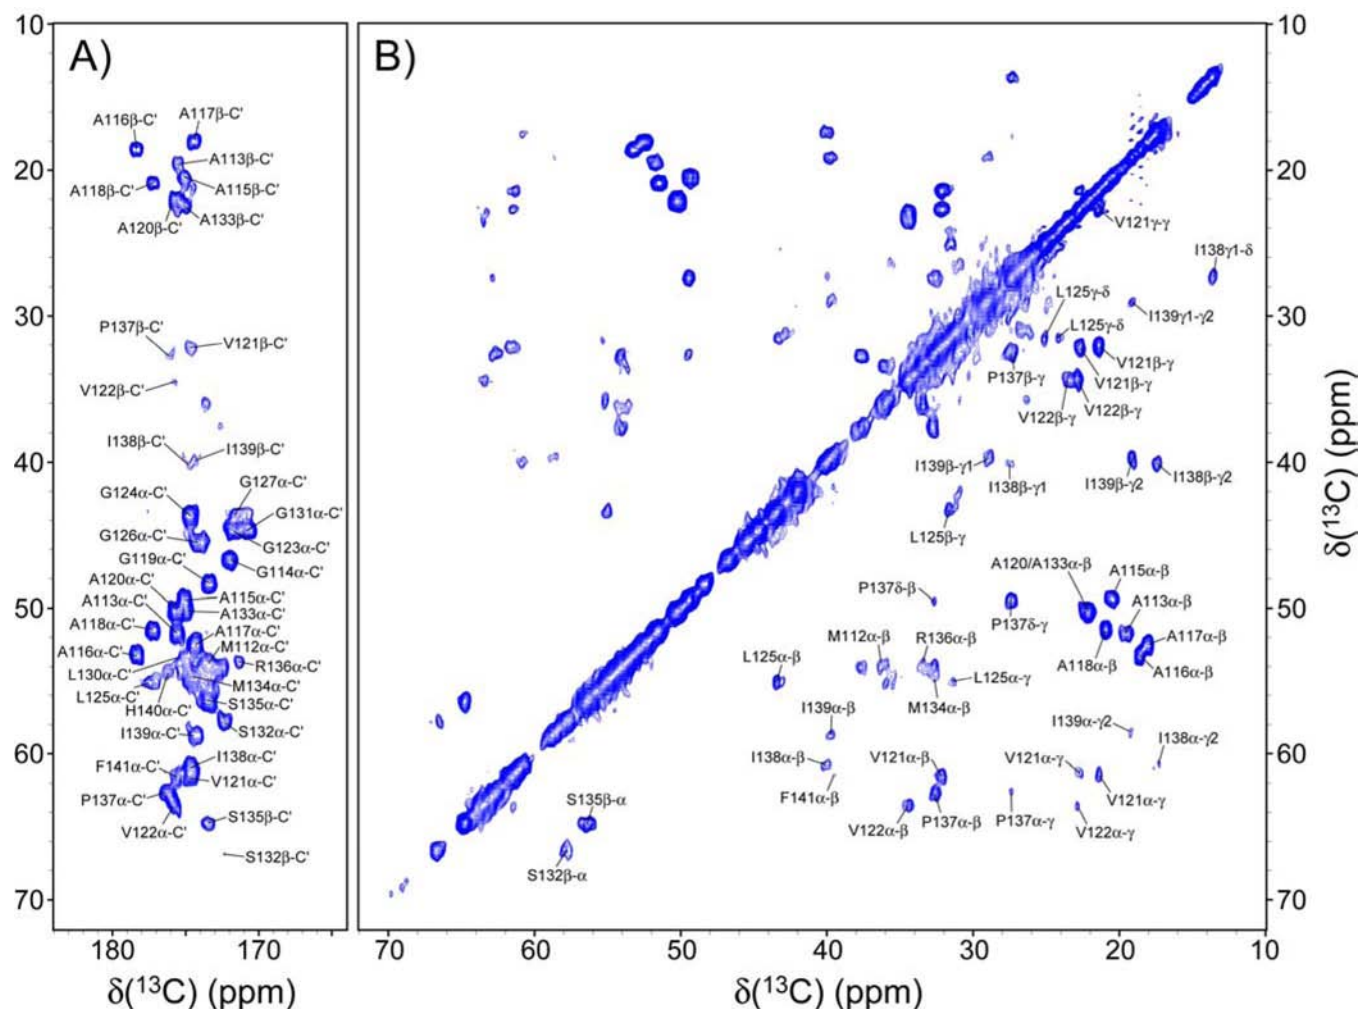 A)
B)
10
20
30
40
50
60
70
A116β-C'
A117β-C'
A113β-C'
A118β-C'
A115β-C'
A120β-C'
A133β-C'
P137β-C'
V121β-C'
V122β-C'
I138β-C'
I139β-C'
G124α-C'
G127α-C'
G131α-C'
G126α-C'
G123α-C'
G119α-C'
G114α-C'
A120α-C'
A115α-C'
A113α-C'
A133α-C'
A118α-C'
A117α-C'
M112α-C'
A116α-C'
R136α-C'
L130α-C'
M134α-C'
L125α-C'
H140α-C'
S135α-C'
I139α-C'
S132α-C'
F141α-C'
I138α-C'
V121α-C'
P137α-C'
V122α-C'
S135β-C'
S132β-C'
180
170
δ(¹³C) (ppm)
V121γ-γ
I138γ1-δ
L125γ-δ
I139γ1-γ2
L125γ-δ
P137β-γ
V121β-γ
V121β-γ
V122β-γ
V122β-γ
I139β-γ1
I138β-γ1
I139β-γ2
I138β-γ2
L125β-γ
A120/A133α-β
A115α-β
P137δ-β
P137δ-γ
A113α-β
M112α-β
R136α-β
A117α-β
A118α-β
A116α-β
L125α-β
L125α-γ
M134α-β
I139α-β
I139α-γ2
I138α-γ2
I138α-β
V121α-β
V121α-γ
F141α-β
V121α-γ
S135β-α
V122α-β
P137α-β
P137α-γ
V122α-γ
S132β-α
70
60
50
40
30
20
10
δ(¹³C) (ppm)
10
20
30
40
50
60
70
δ(¹³C) (ppm)